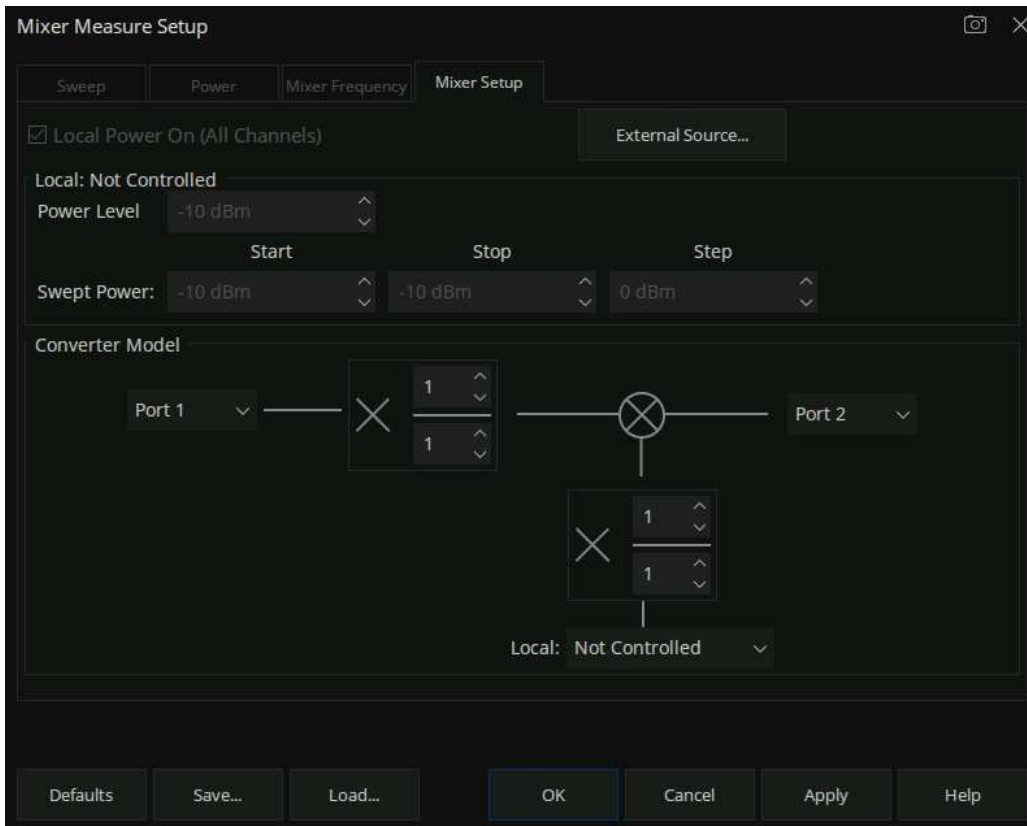 Mixer Measure Setup
Sweep Power Mixer Frequency Mixer Setup
Local Power On (All Channels) External Source...
Local: Not Controlled
Power Level -10 dBm
Start Stop Step
Swept Power: -10 dBm -10 dBm 0 dBm
Converter Model
1
Port 1 Port 2
1
1
1
Local: Not Controlled
Defaults Save... Load... OK Cancel Apply Help